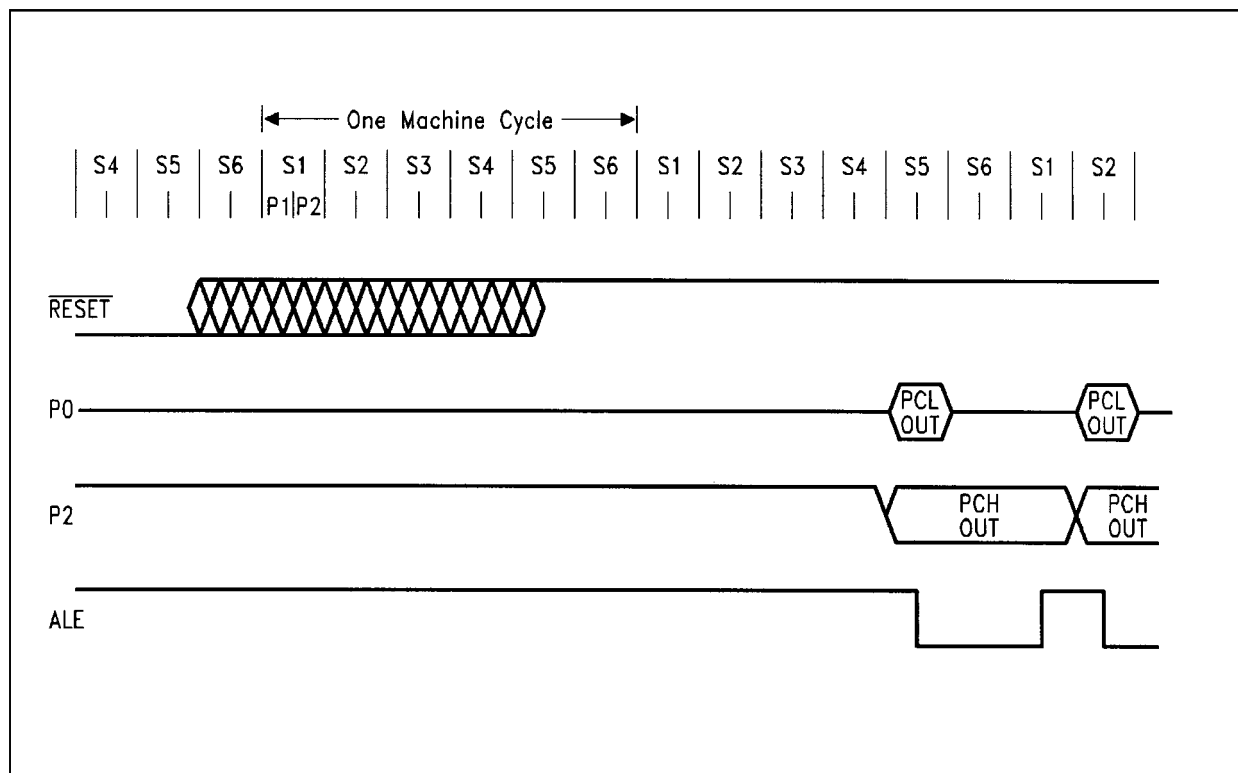 One Machine Cycle
S4 S5 S6 S1 S2 S3 S4 S5 S6 S1 S2 S3 S4 S5 S6 S1 S2
P1 P2
RESET
P0
PCL
OUT
PCL
OUT
P2
PCH
OUT
PCH
OUT
ALE